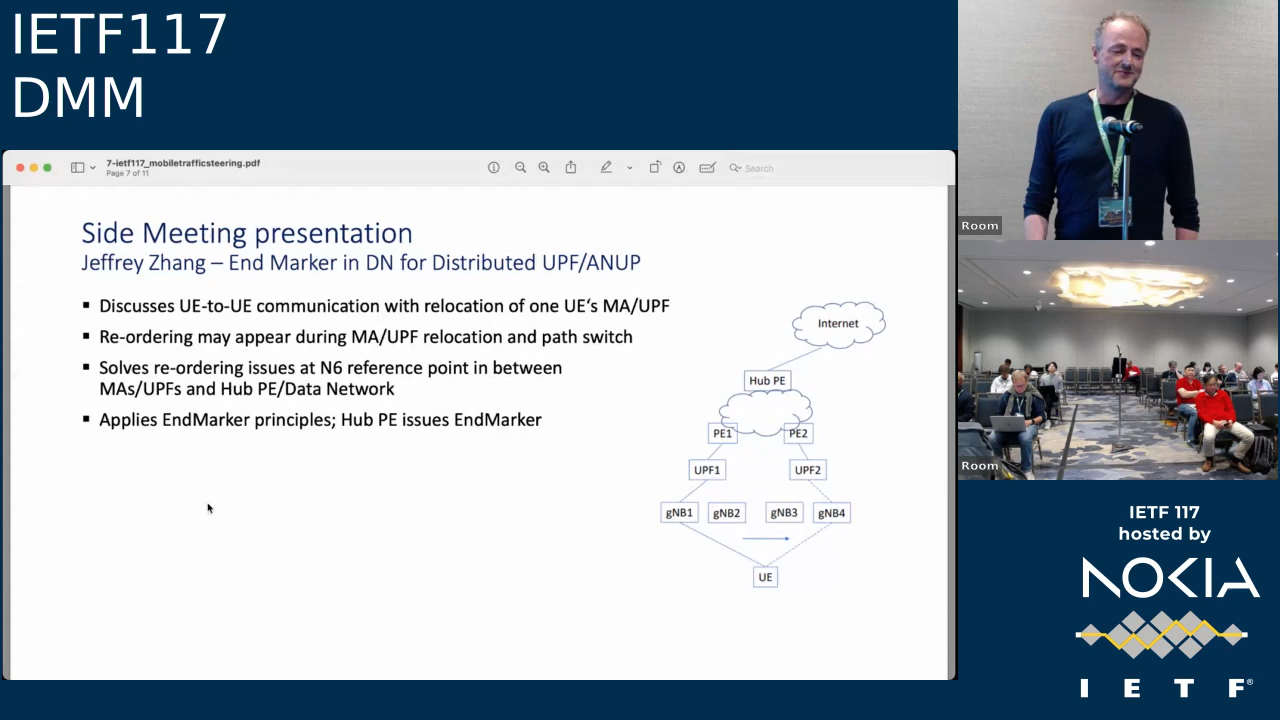 IETF117
DMM
7-ietf117_mobiletrafficsteering.pdf
Page 7 of 11
Search
Side Meeting presentation
Jeffrey Zhang – End Marker in DN for Distributed UPF/ANUP
▪ Discusses UE-to-UE communication with relocation of one UE's MA/UPF
▪ Re-ordering may appear during MA/UPF relocation and path switch
▪ Solves re-ordering issues at N6 reference point in between
MAs/UPFs and Hub PE/Data Network
▪ Applies EndMarker principles; Hub PE issues EndMarker
Internet
Hub PE
PE1
PE2
UPF1
UPF2
gNB1
gNB2
gNB3
gNB4
UE
Room
Room
IETF 117
hosted by
NOKIA
I E T F®